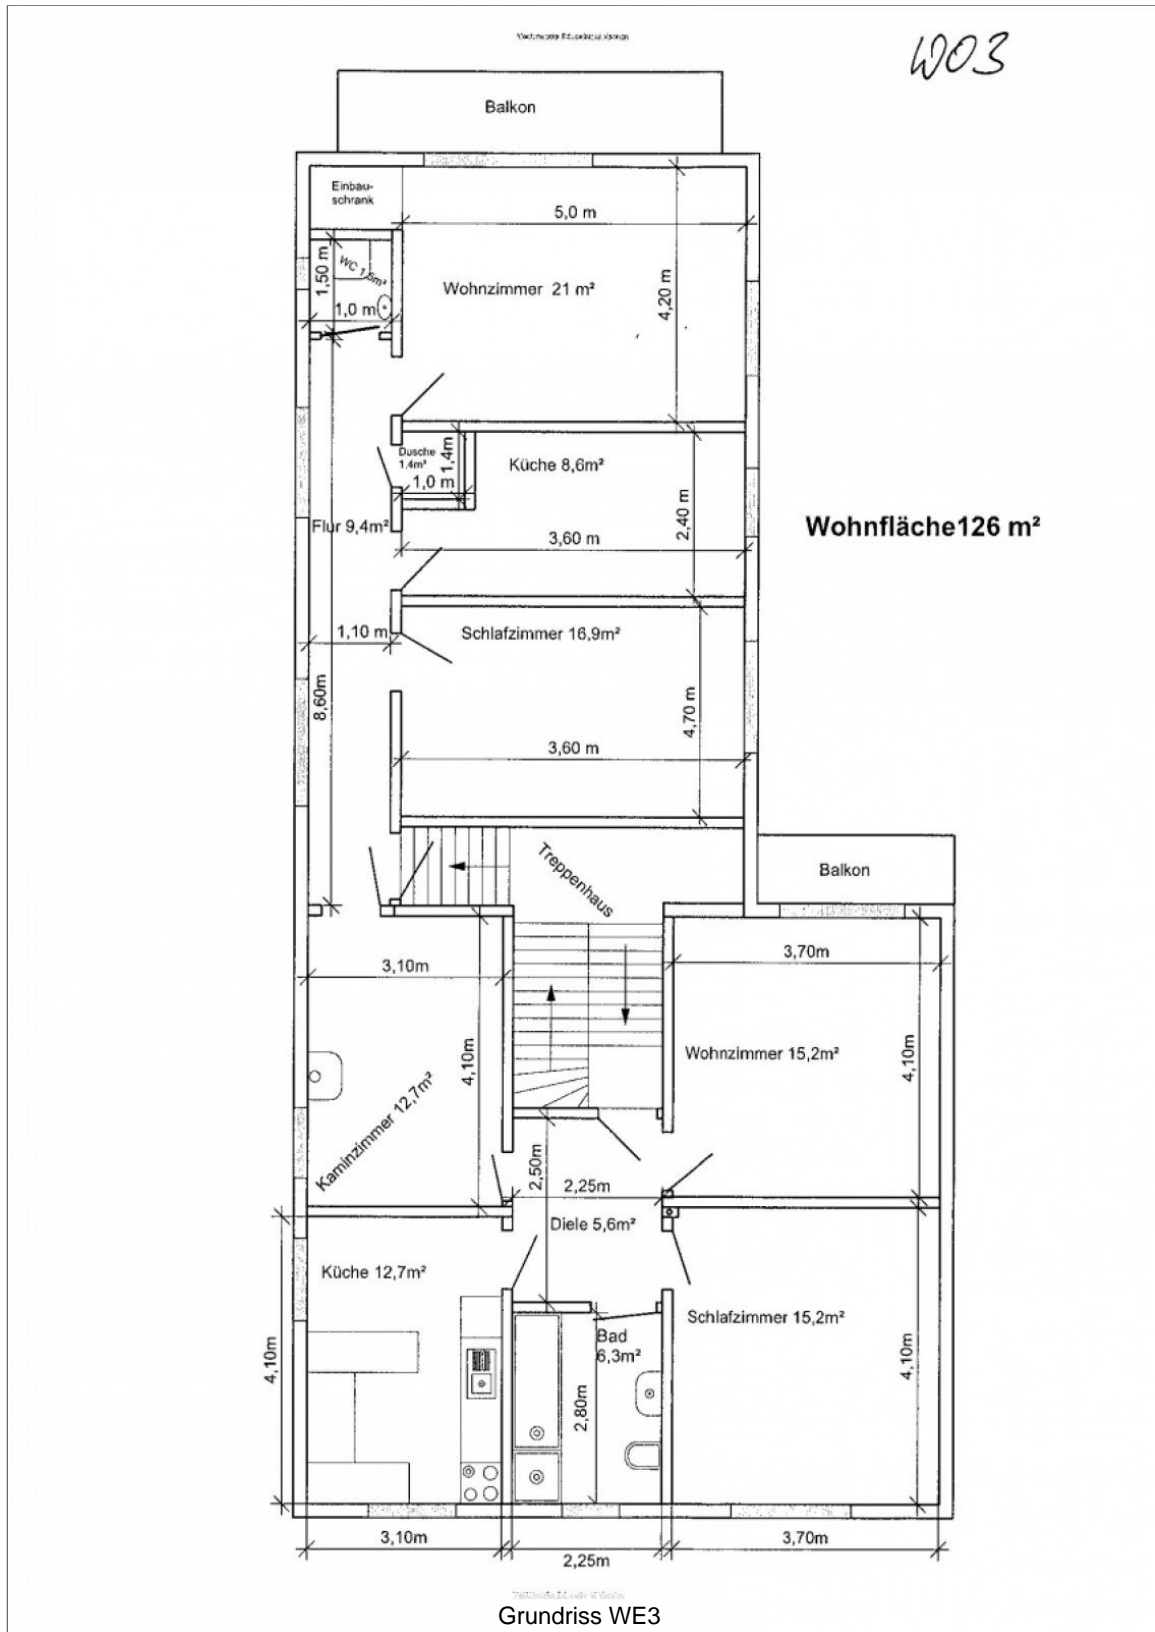 WO3
Balkon
Einbau-
schrank
5,0 m
1,50 m
WC 1,5m²
1,0 m
Wohnzimmer 21 m²
4,20 m
Dusche
1,4m²
1,4m
1,0 m
Küche 8,6m²
2,40 m
Flur 9,4m²
3,60 m
Wohnfläche126 m²
1,10 m
Schlafzimmer 16,9m²
8,60m
4,70 m
3,60 m
Treppenhaus
Balkon
3,10m
3,70m
4,10m
Kaminzimmer 12,7m²
Wohnzimmer 15,2m²
4,10m
2,50m
2,25m
Diele 5,6m²
Küche 12,7m²
Schlafzimmer 15,2m²
Bad
6,3m²
4,10m
2,80m
4,10m
3,10m
2,25m
3,70m
Grundriss WE3